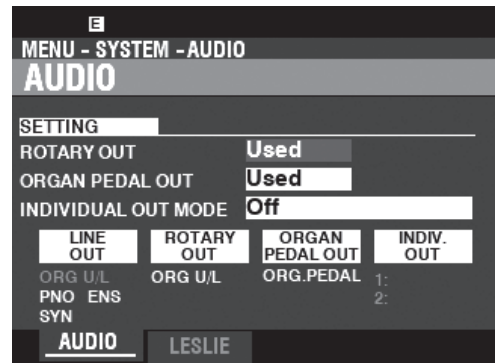 E
MENU - SYSTEM - AUDIO
AUDIO
SETTING
ROTARY OUT Used
ORGAN PEDAL OUT Used
INDIVIDUAL OUT MODE Off
LINE OUT ROTARY OUT ORGAN PEDAL OUT INDIV. OUT
ORG U/L ORG U/L ORG.PEDAL 1:
PNO ENS 2:
SYN
AUDIO LESLIE